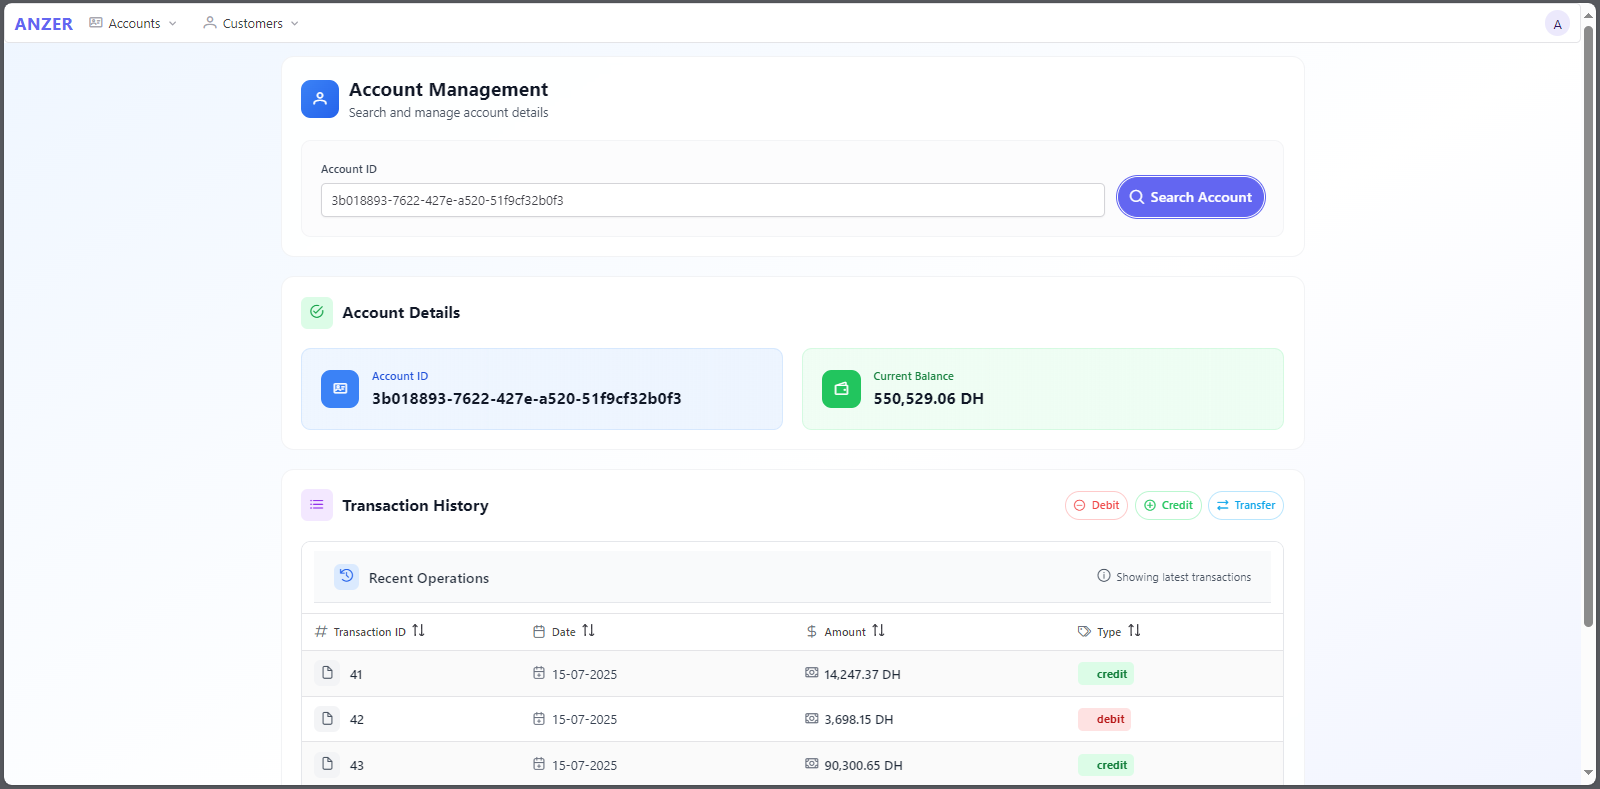 ANZER Accounts Customers A
Account Management
Search and manage account details
Account ID
3b018893-7622-427e-a520-51f9cf32b0f3
Search Account
Account Details
Account ID
3b018893-7622-427e-a520-51f9cf32b0f3
Current Balance
550,529.06 DH
Transaction History Debit Credit Transfer
Recent Operations Showing latest transactions
# Transaction ID Date $ Amount Type
41 15-07-2025 14,247.37 DH credit
42 15-07-2025 3,698.15 DH debit
43 15-07-2025 90,300.65 DH credit